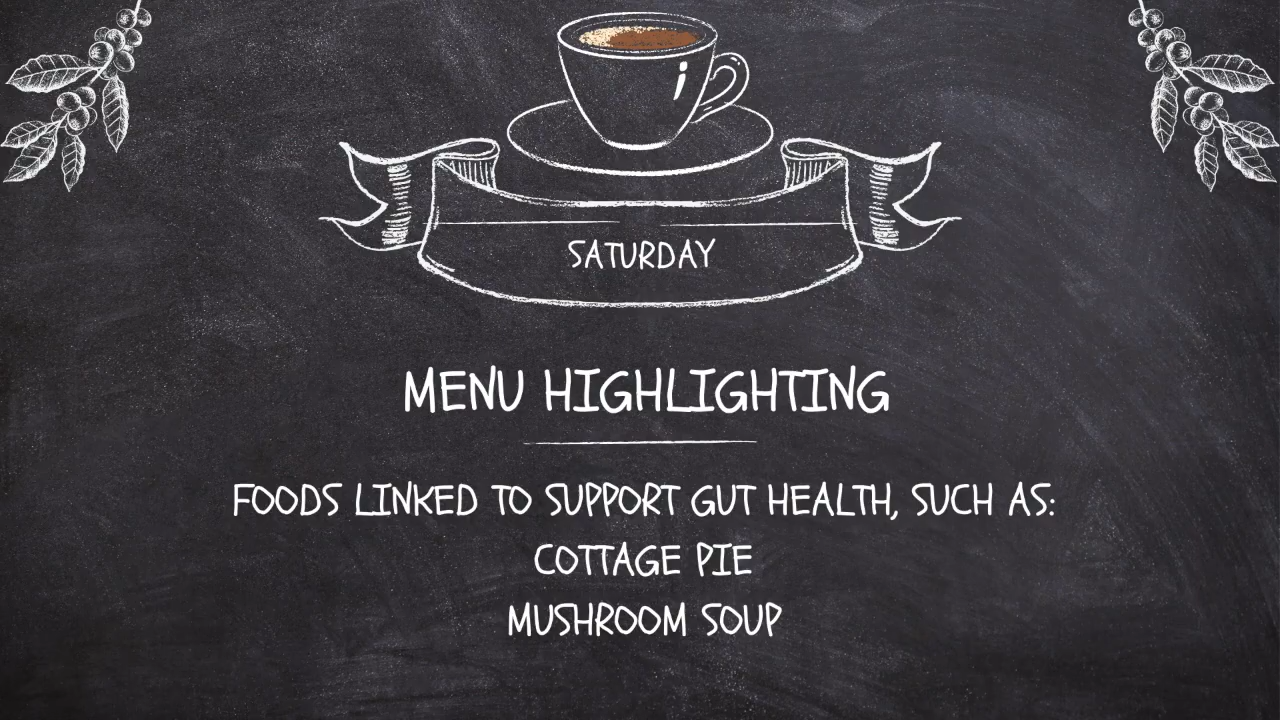 SATURDAY
MENU HIGHLIGHTING
FOODS LINKED TO SUPPORT GUT HEALTH, SUCH AS:
COTTAGE PIE
MUSHROOM SOUP